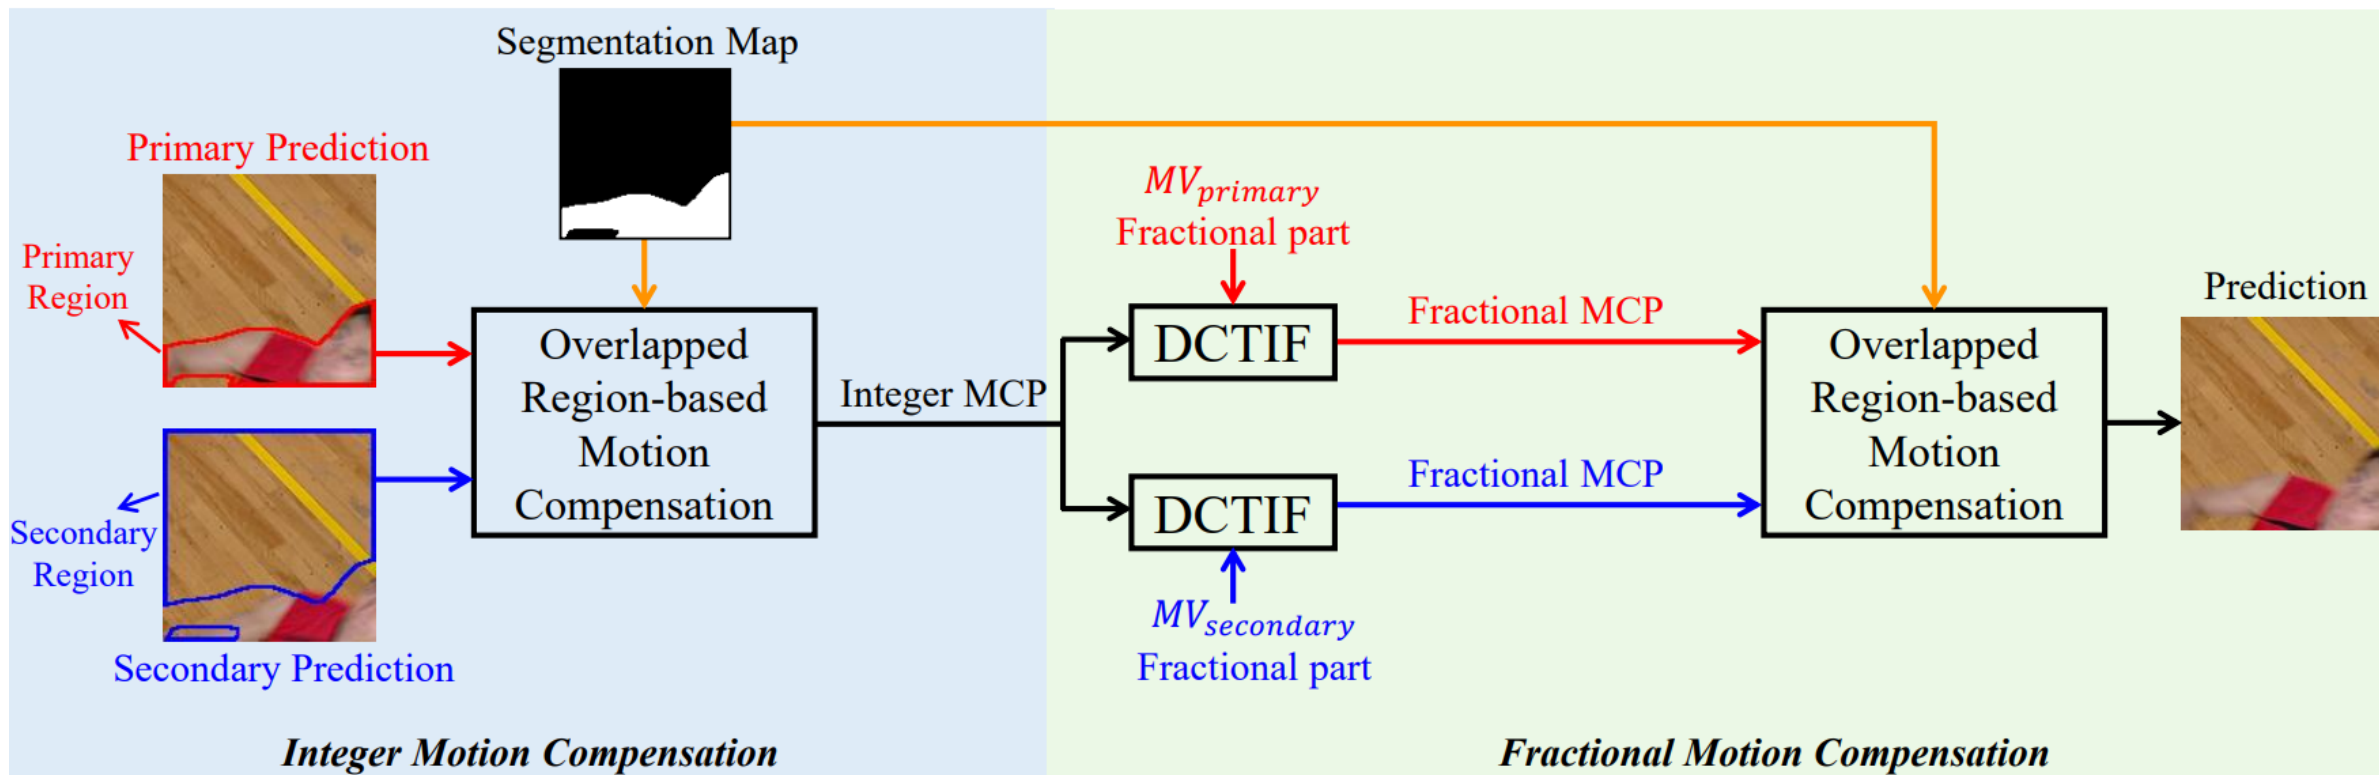 Segmentation Map
Primary Prediction
Primary
Region
Secondary
Region
Secondary Prediction
Overlapped
Region-based
Motion
Compensation
Integer MCP
Integer Motion Compensation
MVprimary
Fractional part
DCTIF
Fractional MCP
DCTIF
Fractional MCP
MVsecondary
Fractional part
Overlapped
Region-based
Motion
Compensation
Prediction
Fractional Motion Compensation